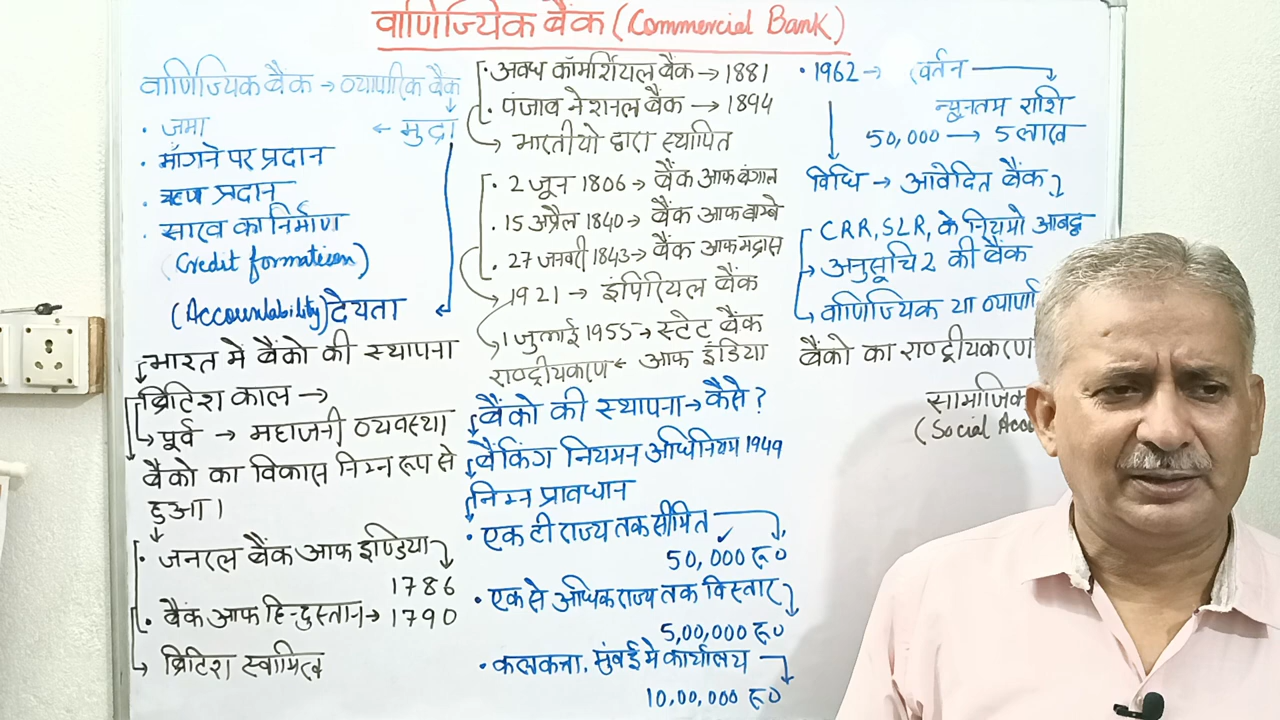 वाणिज्यिक बैंक (Commercial Bank)
वाणिज्यिक बैंक → व्यापारिक बैंक
• जमा ← मुद्रा
• माँगने पर प्रदान
• ऋण प्रदान
• साख का निर्माण
(Credit formation)
(Accountability) देयता
भारत मे बैंको की स्थापना
ब्रिटिश काल →
पूर्व → महाजनी व्यवस्था
बैंको का विकास निम्न रूप से
हुआ।
• जनरल बैंक आफ इण्डिया
1786
• बैंक आफ हिन्दुस्तान → 1790
→ ब्रिटिश स्वामित्व
• अवध कॉमर्शियल बैंक → 1881
• पंजाब नेशनल बैंक → 1894
→ भारतीयो द्वारा स्थापित
• 2 जून 1806 → बैंक आफ बंगाल
• 15 अप्रैल 1840 → बैंक आफ बाम्बे
• 27 जनवरी 1843 → बैंक आफ मद्रास
→ 1921 → इंपिरियल बैंक
→ 1 जुलाई 1955 → स्टेट बैंक
राष्ट्रीयकरण ← आफ इंडिया
बैंको की स्थापना → कैसे?
बैंकिंग नियमन अधिनियम 1949
निम्न प्रावधान
• एक ही राज्य तक सीमित
50,000 रू0
• एक से अधिक राज्य तक विस्तार
5,00,000 रू0
• कलकत्ता, मुंबई मे कार्यालय
10,00,000 रू0
• 1962 → वर्तन
न्यूनतम राशि
50,000 → 5 लाख
विधि → आवेदित बैंक
CRR, SLR, के नियमो आबद्ध
→ अनुसूचि 2 की बैंक
→ वाणिज्यिक या व्यापा
बैंको का राष्ट्रीयकरण
सामाजिक
(Social Acco